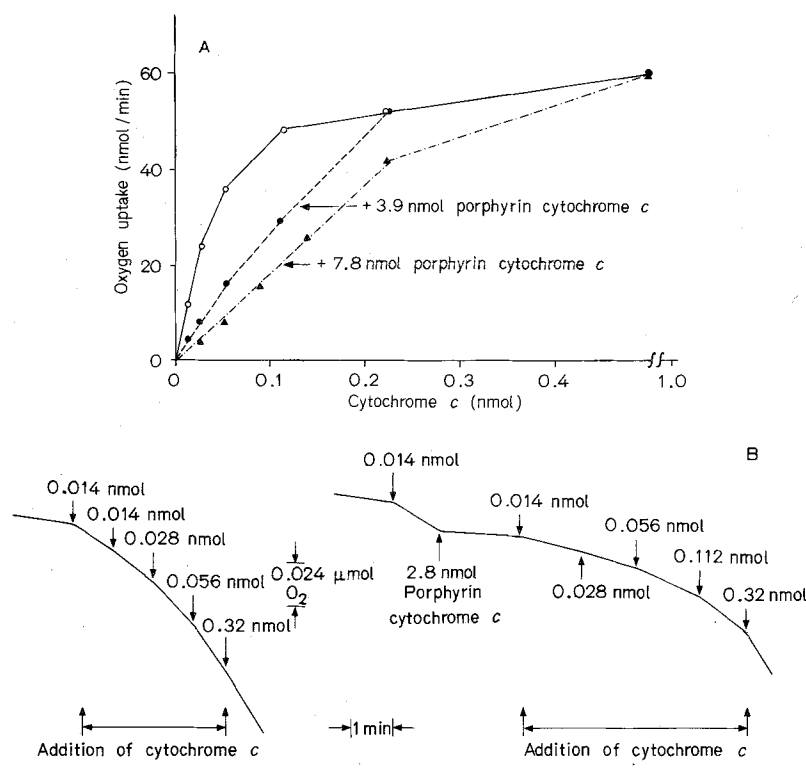 A
Oxygen uptake (nmol/min)
60
40
20
0
+ 3.9 nmol porphyrin cytochrome c
+ 7.8 nmol porphyrin cytochrome c
0 0.1 0.2 0.3 0.4 1.0
Cytochrome c (nmol)
B
0.014 nmol
0.014 nmol
0.028 nmol
0.056 nmol
0.32 nmol
0.024 μmol
O2
Addition of cytochrome c
1 min
0.014 nmol
2.8 nmol
Porphyrin
cytochrome c
0.014 nmol
0.028 nmol
0.056 nmol
0.112 nmol
0.32 nmol
Addition of cytochrome c